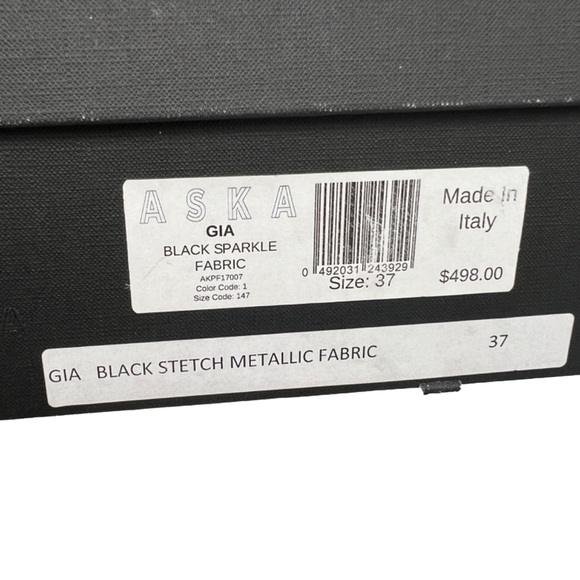 ASKA
GIA
BLACK SPARKLE
FABRIC
AKPF17007
Color Code: 1
Size Code: 147
0 492031 243929
Size: 37
Made In
Italy
$498.00
GIA BLACK STETCH METALLIC FABRIC 37